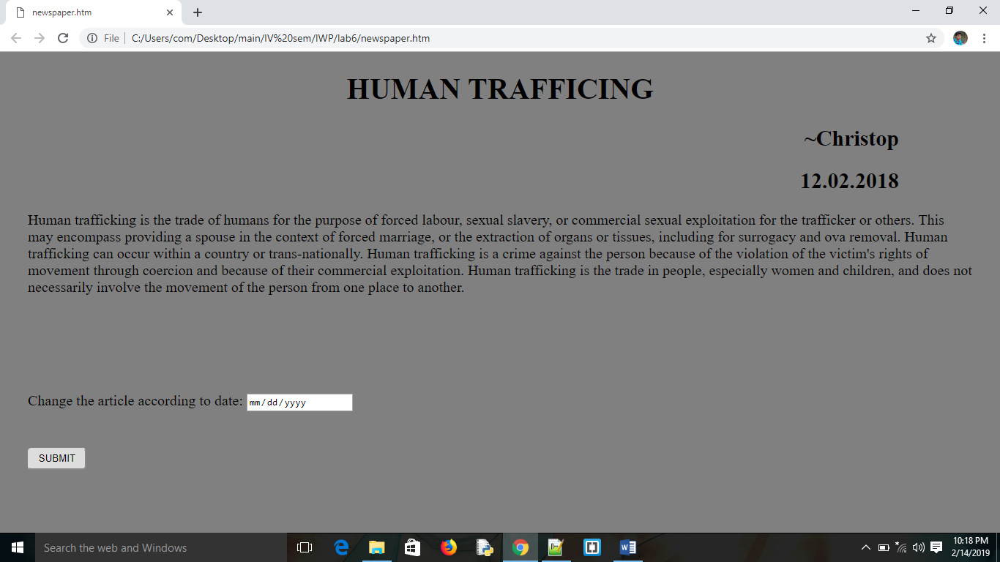 newspaper.htm
File
C:/Users/com/Desktop/main/IV%20sem/IWP/lab6/newspaper.htm
HUMAN TRAFFICING
~Christop
12.02.2018
Human trafficking is the trade of humans for the purpose of forced labour, sexual slavery, or commercial sexual exploitation for the trafficker or others. This
may encompass providing a spouse in the context of forced marriage, or the extraction of organs or tissues, including for surrogacy and ova removal. Human
trafficking can occur within a country or trans-nationally. Human trafficking is a crime against the person because of the violation of the victim's rights of
movement through coercion and because of their commercial exploitation. Human trafficking is the trade in people, especially women and children, and does not
necessarily involve the movement of the person from one place to another.
Change the article according to date: mm/dd/yyyy
SUBMIT
Search the web and Windows
10:18 PM
2/14/2019